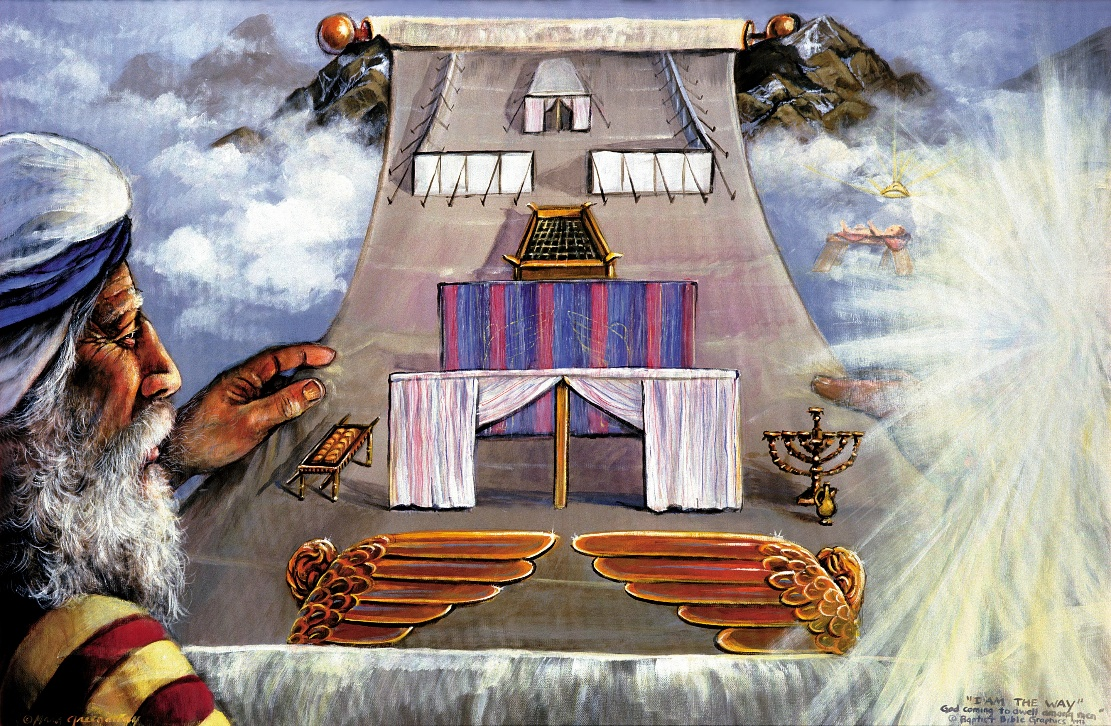 "I AM THE WAY"
God coming to dwell among men."
© Baptist Bible Graphics
©